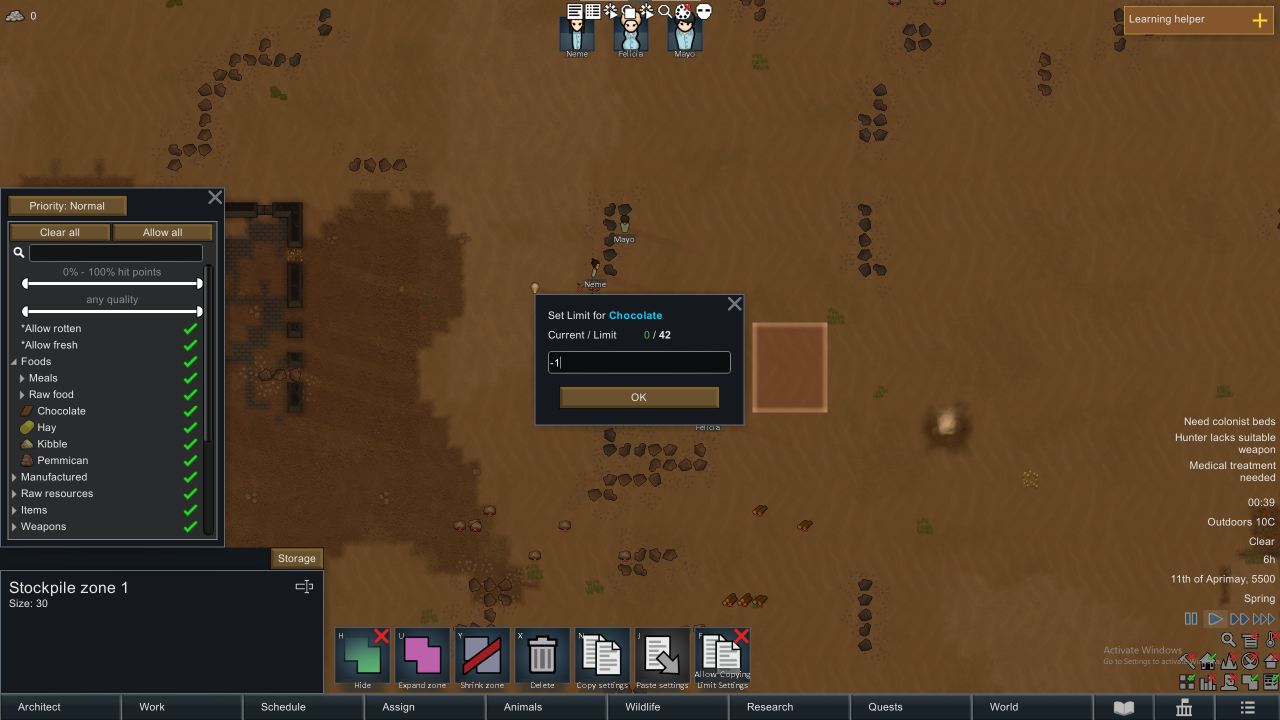 0
Neme
Felicia
Mayo
Learning helper
Priority: Normal
Clear all
Allow all
0% - 100% hit points
any quality
*Allow rotten
*Allow fresh
Foods
Meals
Raw food
Chocolate
Hay
Kibble
Pemmican
Manufactured
Raw resources
Items
Weapons
Mayo
Neme
Set Limit for Chocolate
Current / Limit 0 / 42
-1
OK
Felicia
Need colonist beds
Hunter lacks suitable
weapon
Medical treatment
needed
00:39
Outdoors 10C
Clear
6h
11th of Aprimay, 5500
Spring
Storage
Stockpile zone 1
Size: 30
H
Hide
U
Expand zone
Y
Shrink zone
X
Delete
N
Copy settings
J
Paste settings
F
Allow Copying
Limit Settings
Activate Windows
Go to Settings to activate Windows.
Architect
Work
Schedule
Assign
Animals
Wildlife
Research
Quests
World